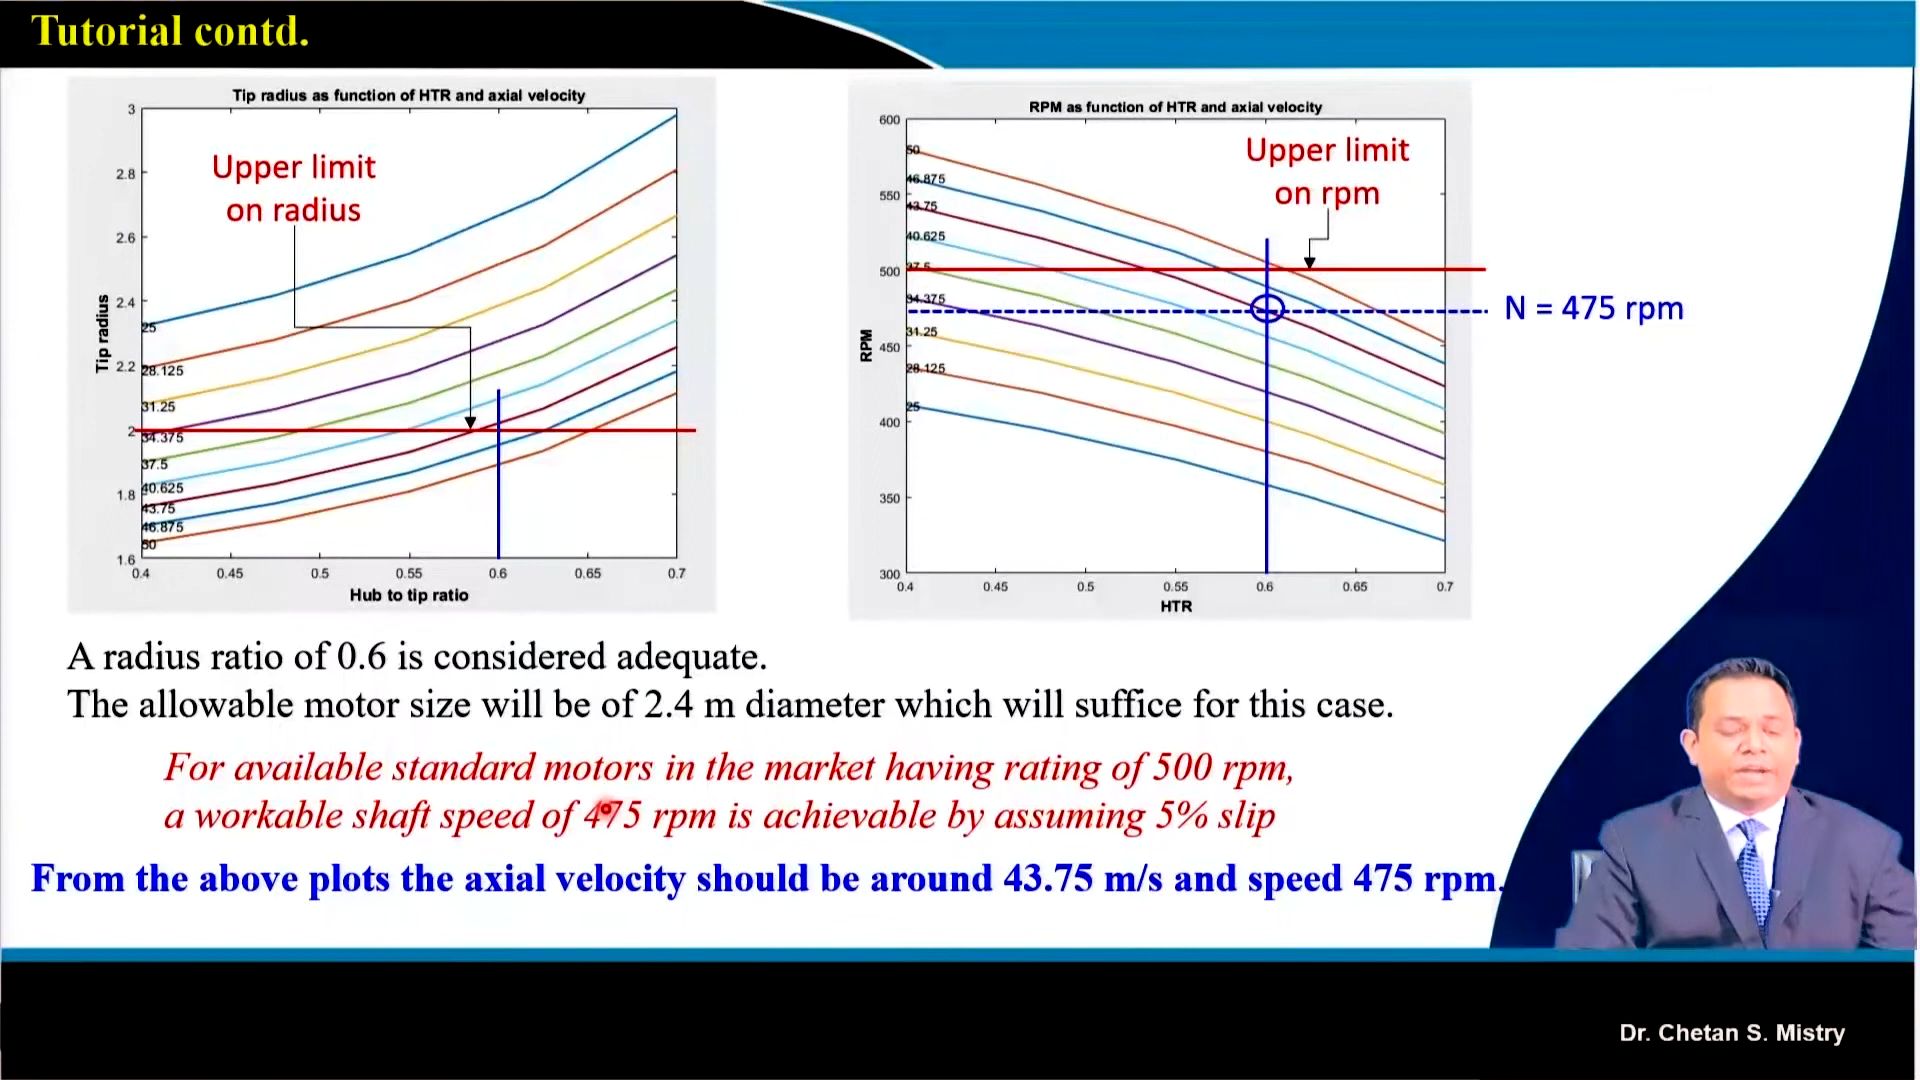 Tutorial contd.
Tip radius as function of HTR and axial velocity
Upper limit
on radius
Tip radius
3
2.8
2.6
2.4
2.2
2
1.8
1.6
25
28.125
31.25
34.375
37.5
40.625
43.75
46.875
50
0.4 0.45 0.5 0.55 0.6 0.65 0.7
Hub to tip ratio
RPM as function of HTR and axial velocity
Upper limit
on rpm
RPM
600
550
500
450
400
350
300
50
46.875
43.75
40.625
37.5
34.375
31.25
28.125
25
0.4 0.45 0.5 0.55 0.6 0.65 0.7
HTR
N = 475 rpm
A radius ratio of 0.6 is considered adequate.
The allowable motor size will be of 2.4 m diameter which will suffice for this case.
For available standard motors in the market having rating of 500 rpm,
a workable shaft speed of 475 rpm is achievable by assuming 5% slip
From the above plots the axial velocity should be around 43.75 m/s and speed 475 rpm.
Dr. Chetan S. Mistry